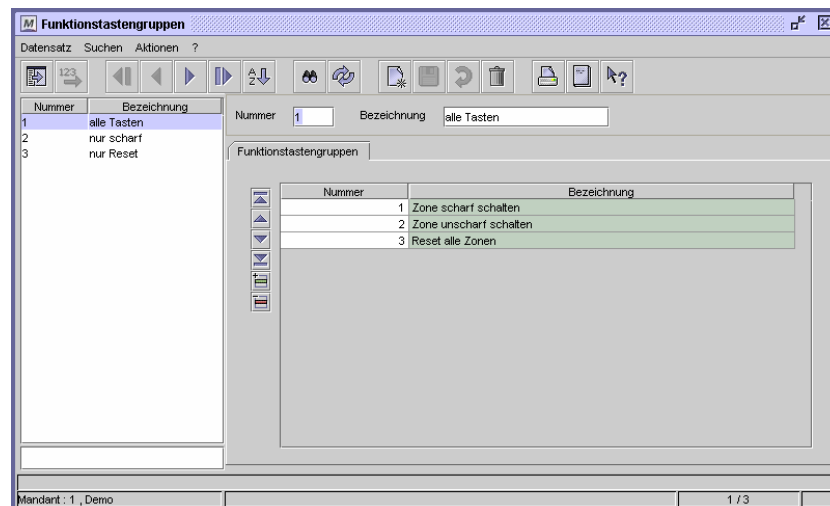 M Funktionstastengruppen
Datensatz Suchen Aktionen ?
123
A Z
?
Nummer Bezeichnung
1 alle Tasten
2 nur scharf
3 nur Reset
Nummer 1 Bezeichnung alle Tasten
Funktionstastengruppen
Nummer Bezeichnung
1 Zone scharf schalten
2 Zone unscharf schalten
3 Reset alle Zonen
Mandant : 1 , Demo
1 / 3